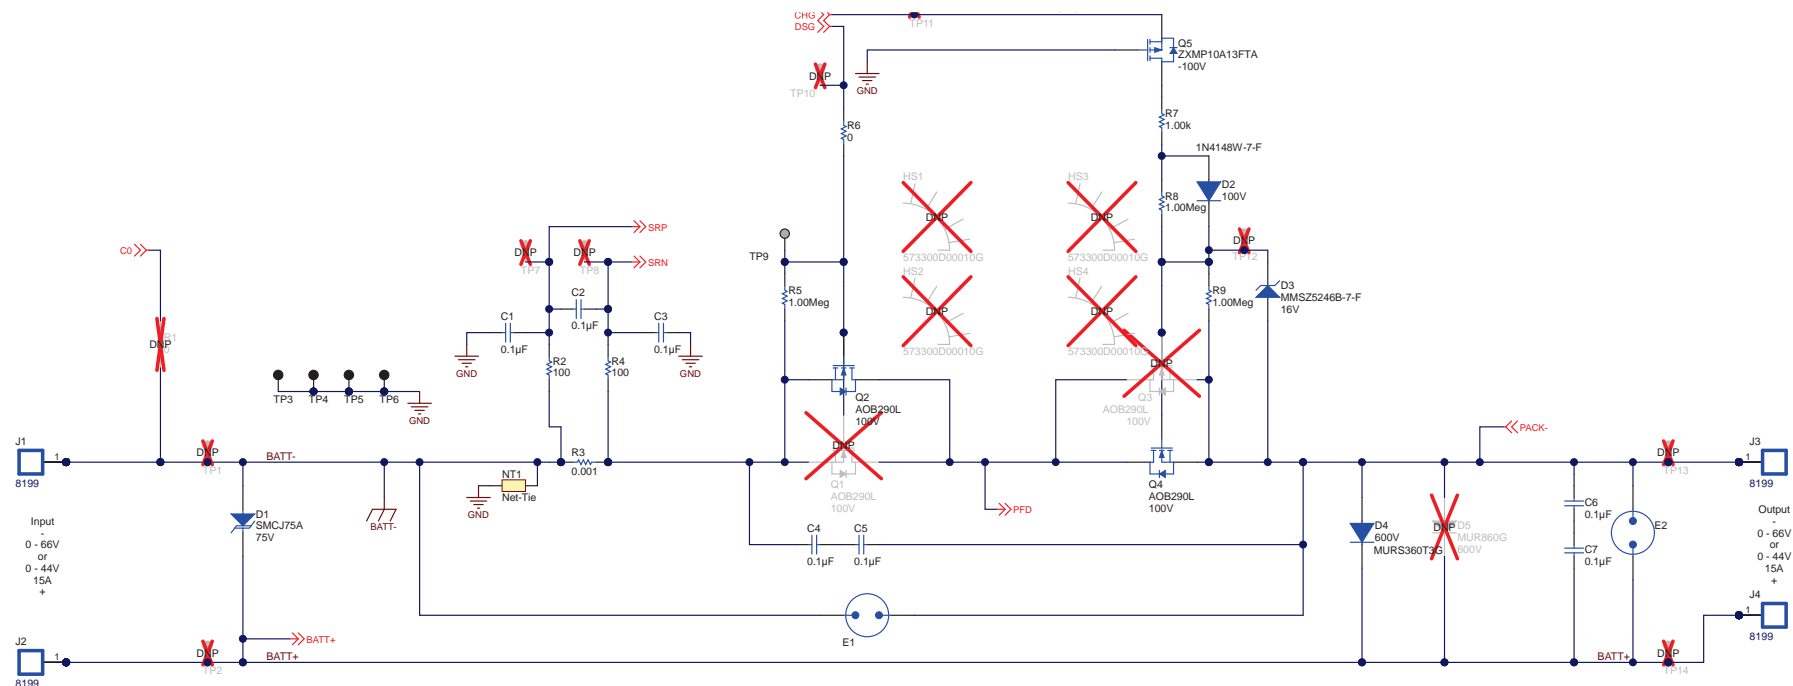 CHG
DSG
TP11
Q5
ZXMP10A13FTA
-100V
DNP
TP10
GND
R6
0
R7
1.00k
1N4148W-7-F
HS1
DNP
573300D00010G
HS3
DNP
573300D00010G
R8
1.00Meg
D2
100V
C0
SRP
DNP
TP7
DNP
TP8
SRN
TP9
DNP
TP12
HS2
DNP
573300D00010G
HS4
DNP
573300D00010G
R5
1.00Meg
R9
1.00Meg
D3
MMSZ5246B-7-F
16V
C2
0.1µF
C1
0.1µF
C3
0.1µF
GND
GND
R2
100
R4
100
DNP
TP3
TP4
TP5
TP6
GND
Q2
AOB290L
100V
DNP
Q3
AOB290L
100V
J1
1
8199
DNP
TP1
BATT-
R3
0.001
NT1
Net-Tie
GND
BATT-
DNP
Q1
AOB290L
100V
PFD
Q4
AOB290L
100V
PACK-
DNP
TP13
J3
1
8199
Input
-
0 - 66V
or
0 - 44V
15A
+
D1
SMCJ75A
75V
C4
0.1µF
C5
0.1µF
D4
600V
MURS360T3G
DNP
D5
MUR860G
600V
C6
0.1µF
C7
0.1µF
E2
Output
-
0 - 66V
or
0 - 44V
15A
+
E1
J2
1
8199
DNP
TP2
BATT+
BATT+
BATT+
DNP
TP14
J4
1
8199